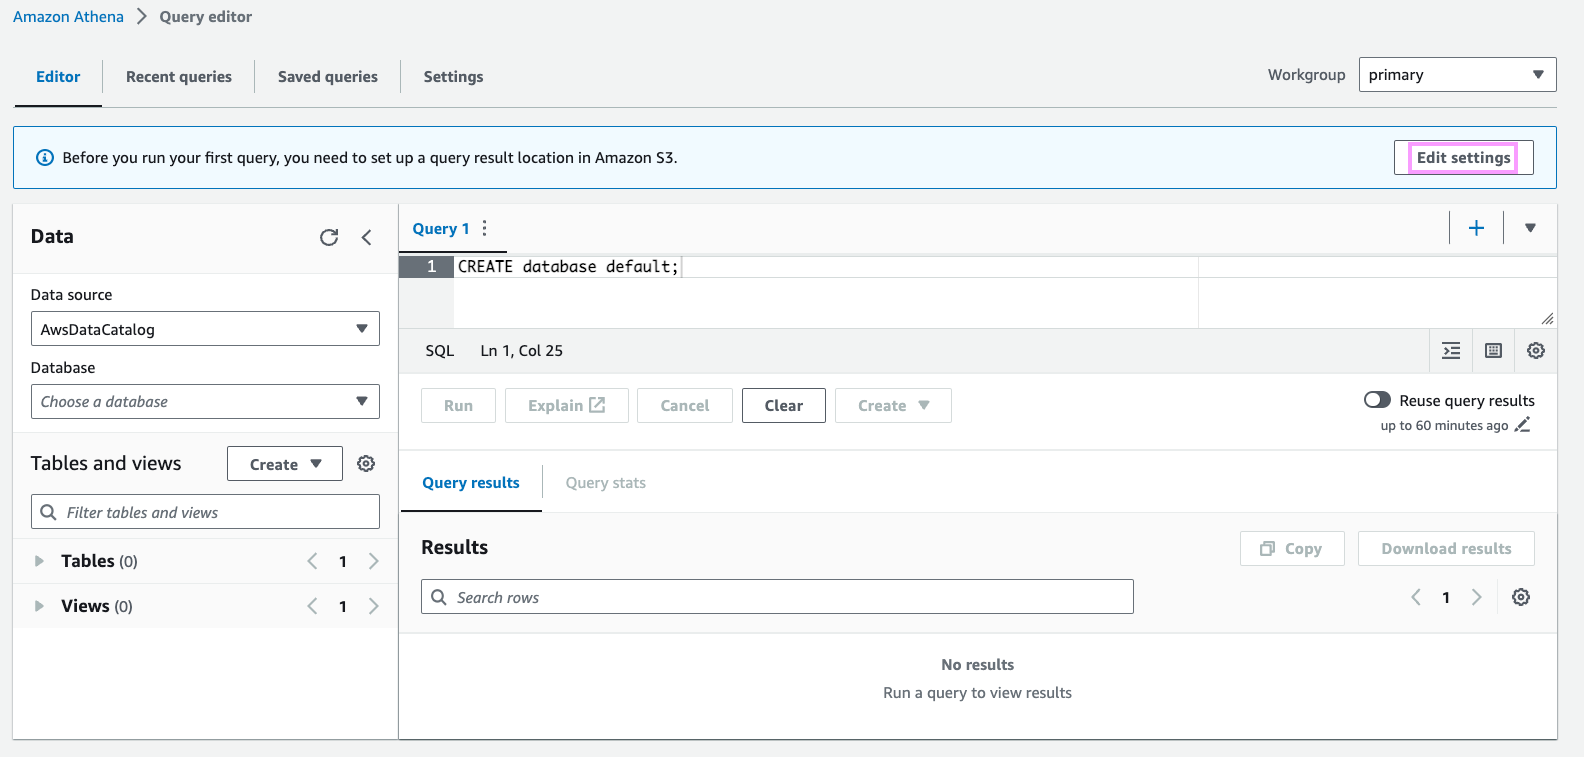 Amazon Athena > Query editor
Editor Recent queries Saved queries Settings
Workgroup primary
Before you run your first query, you need to set up a query result location in Amazon S3.
Edit settings
Data
Data source
AwsDataCatalog
Database
Choose a database
Tables and views Create
Filter tables and views
Tables (0) 1
Views (0) 1
Query 1
1 CREATE database default;
SQL Ln 1, Col 25
Run Explain Cancel Clear Create
Reuse query results
up to 60 minutes ago
Query results Query stats
Results Copy Download results
Search rows 1
No results
Run a query to view results